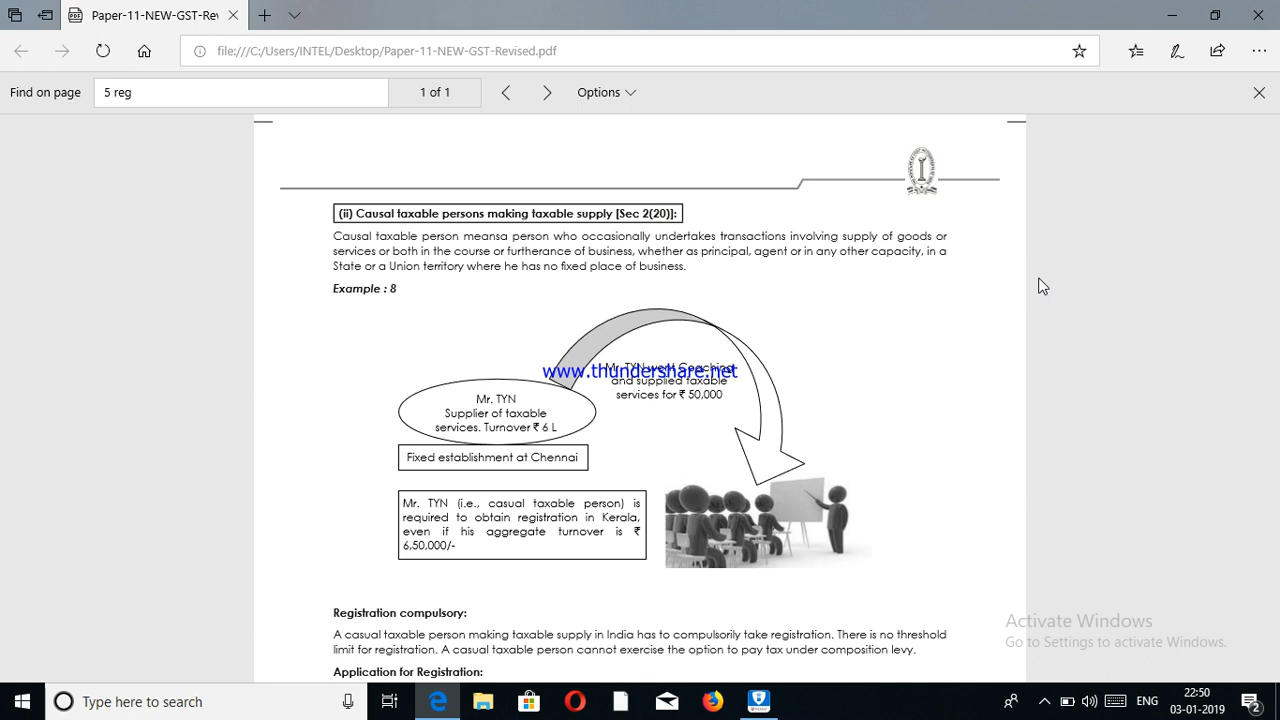 Paper-11-NEW-GST-Rev
file:///C:/Users/INTEL/Desktop/Paper-11-NEW-GST-Revised.pdf
Find on page
5 reg
1 of 1
Options
(ii) Causal taxable persons making taxable supply [Sec 2(20)]:
Causal taxable person meansa person who occasionally undertakes transactions involving supply of goods or
services or both in the course or furtherance of business, whether as principal, agent or in any other capacity, in a
State or a Union territory where he has no fixed place of business.
Example : 8
Mr. TYN went Coaching
www.thundershare.net
and supplied taxable
services for ₹ 50,000
Mr. TYN
Supplier of taxable
services. Turnover ₹ 6 L
Fixed establishment at Chennai
Mr. TYN (i.e., casual taxable person) is
required to obtain registration in Kerala,
even if his aggregate turnover is ₹
6,50,000/-
Registration compulsory:
A casual taxable person making taxable supply in India has to compulsorily take registration. There is no threshold
limit for registration. A casual taxable person cannot exercise the option to pay tax under composition levy.
Application for Registration:
Activate Windows
Go to Settings to activate Windows.
Type here to search
ENG
22:50
03-01-2019
2